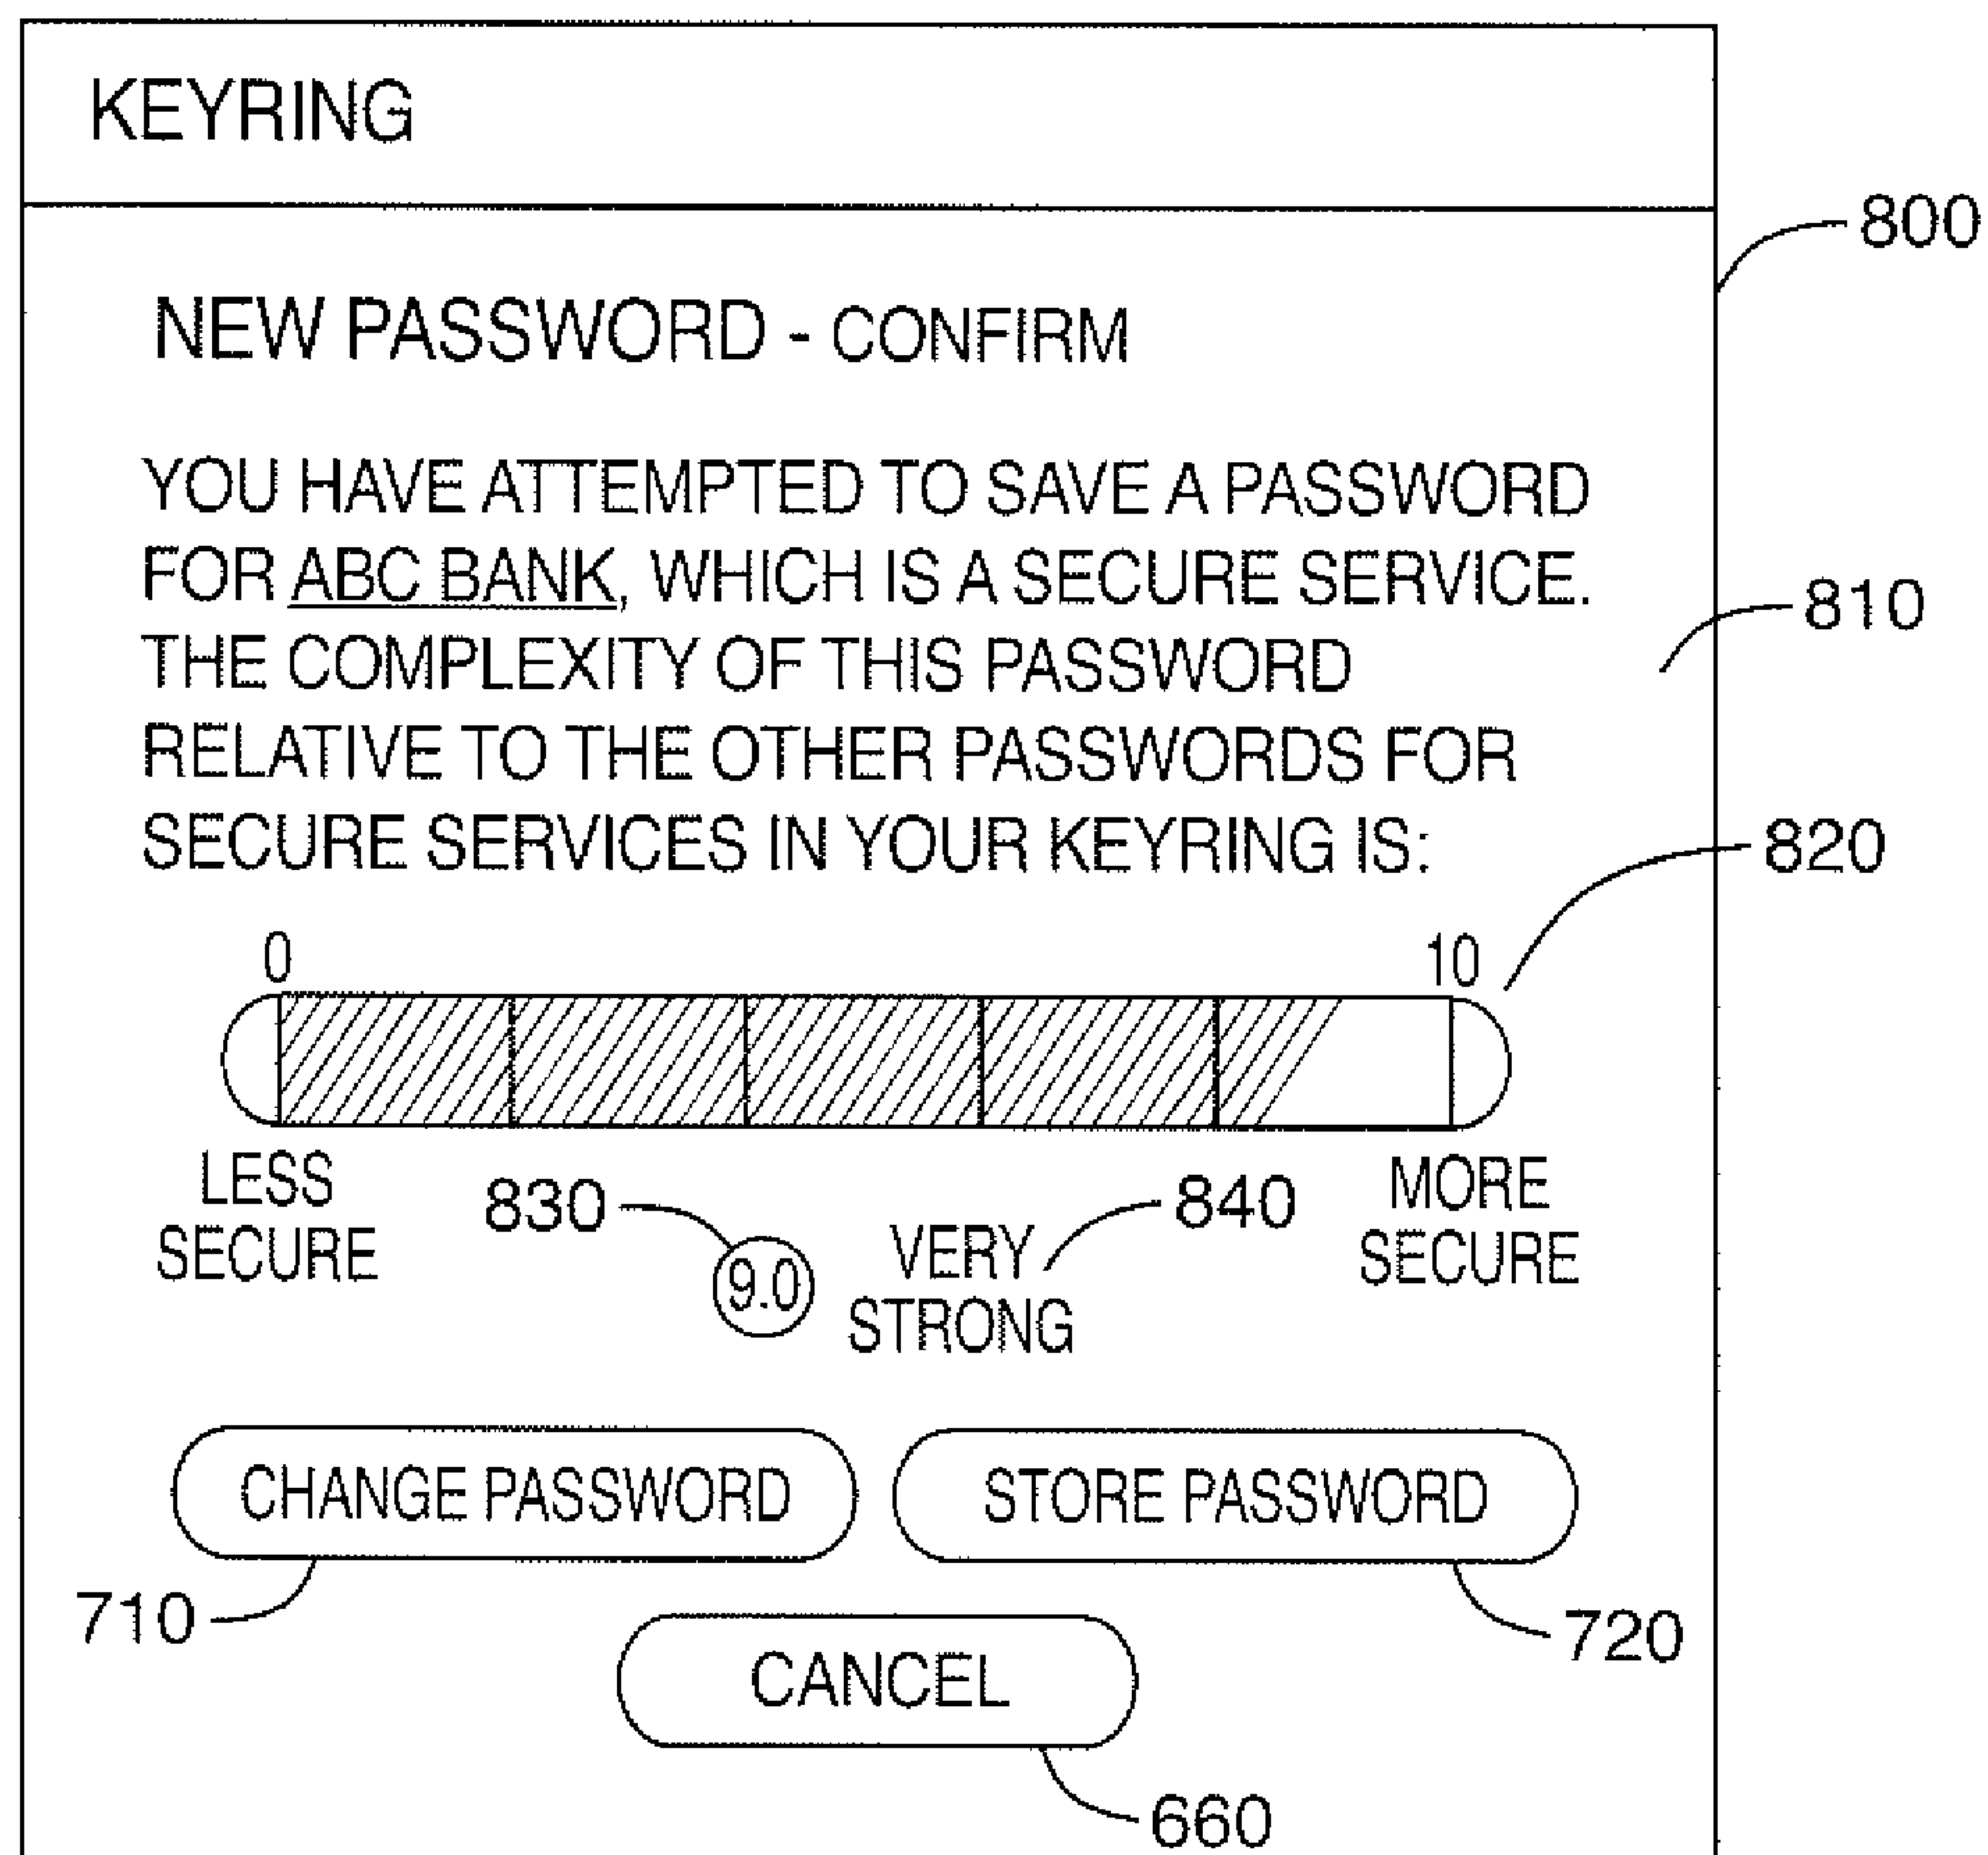 KEYRING
800
NEW PASSWORD - CONFIRM
YOU HAVE ATTEMPTED TO SAVE A PASSWORD
FOR ABC BANK, WHICH IS A SECURE SERVICE.
810
THE COMPLEXITY OF THIS PASSWORD
RELATIVE TO THE OTHER PASSWORDS FOR
SECURE SERVICES IN YOUR KEYRING IS:
820
0 10
LESS
SECURE
830
9.0
VERY
STRONG
840
MORE
SECURE
CHANGE PASSWORD
STORE PASSWORD
710
720
CANCEL
660